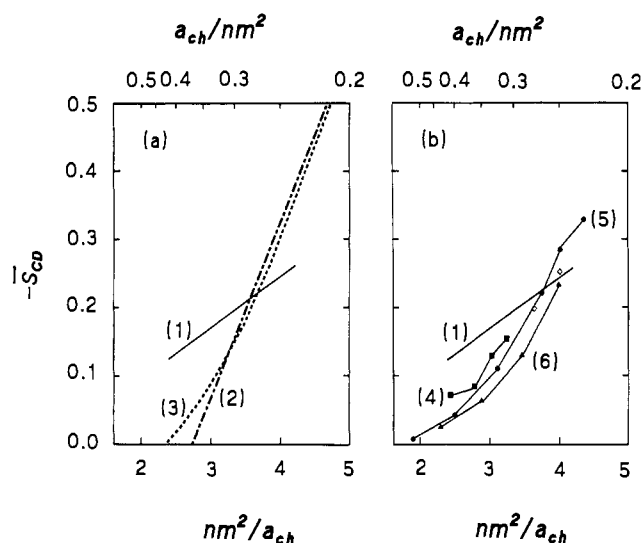 a_ch/nm² a_ch/nm²
0.5 0.4 0.3 0.2 0.5 0.4 0.3 0.2
0.5
(a) (b)
0.4
(5)
0.3
-S̅_CD
(1) (1)
0.2
(6)
0.1
(3) (2) (4)
0.0
2 3 4 5 2 3 4 5
nm²/a_ch nm²/a_ch